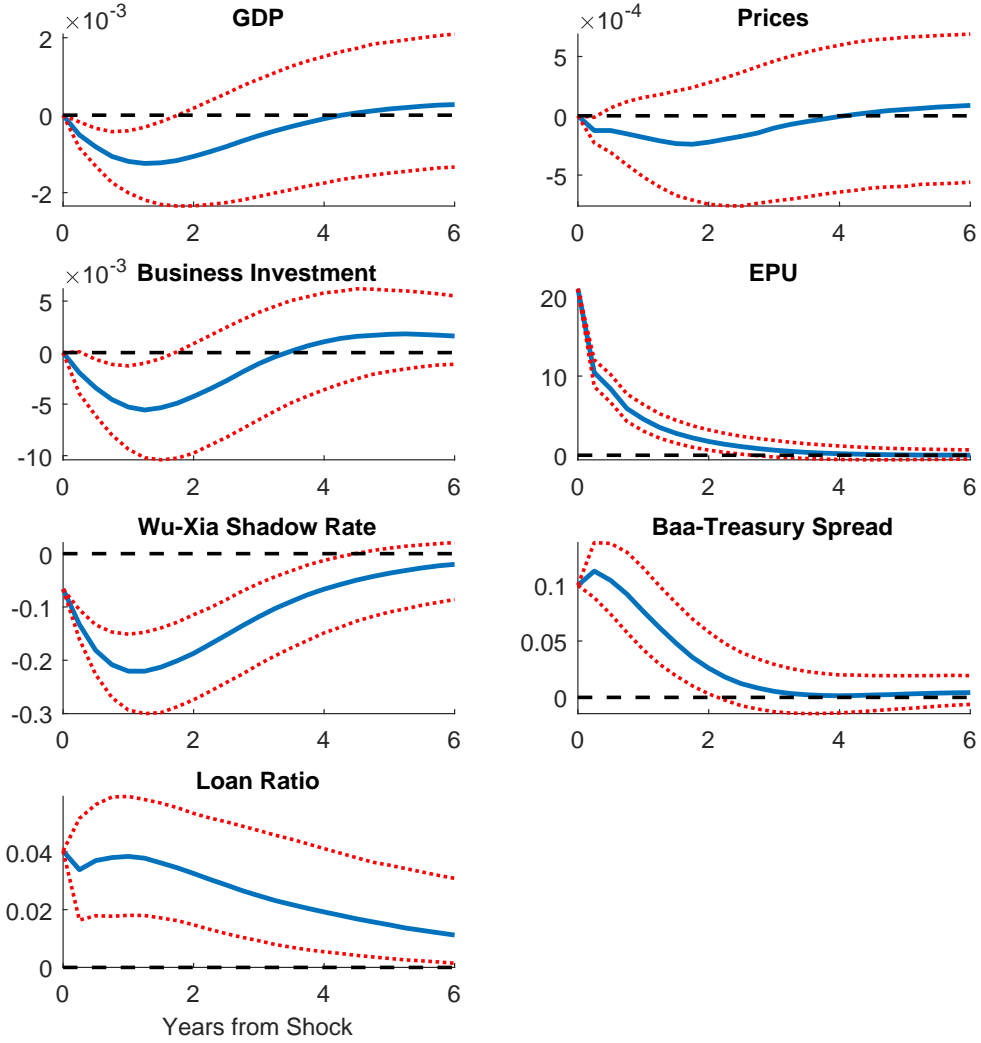 ×10⁻³
GDP
2
0
-2
0 2 4 6
×10⁻⁴
Prices
5
0
-5
0 2 4 6
×10⁻³
Business Investment
5
0
-5
-10
0 2 4 6
EPU
20
10
0
0 2 4 6
Wu-Xia Shadow Rate
0
-0.1
-0.2
-0.3
0 2 4 6
Baa-Treasury Spread
0.1
0.05
0
0 2 4 6
Loan Ratio
0.04
0.02
0
0 2 4 6
Years from Shock